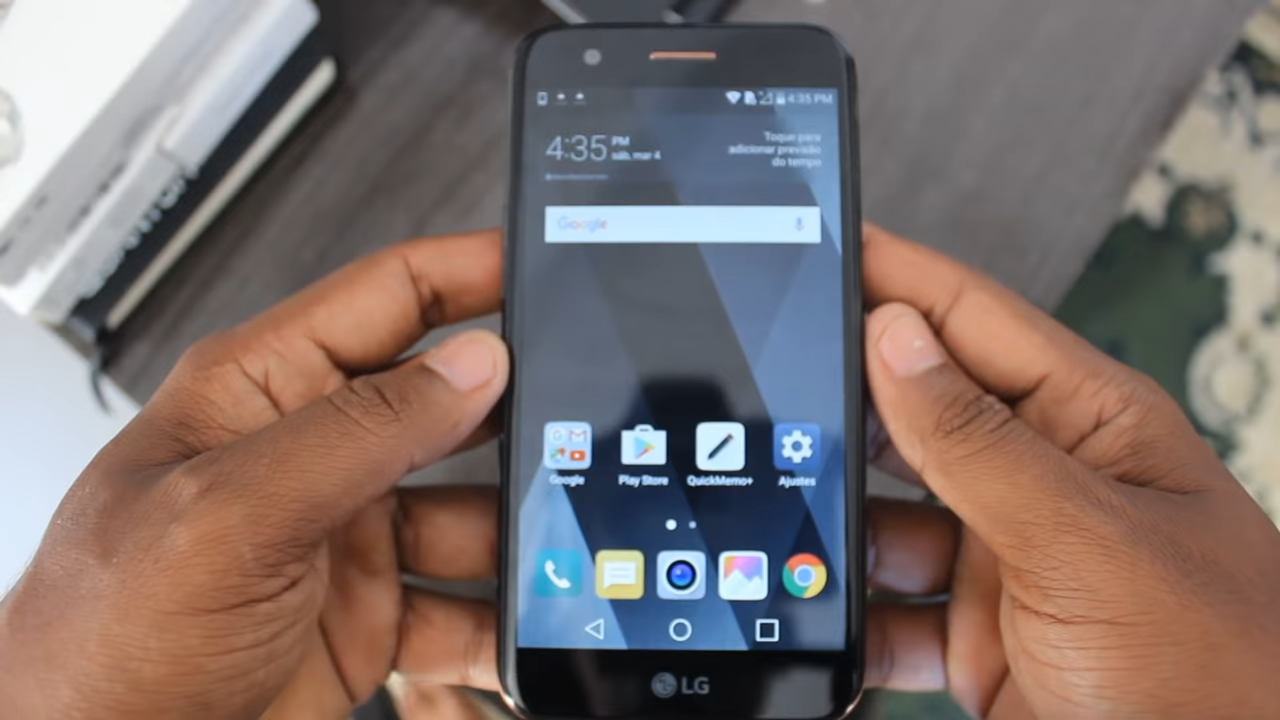 4:35 PM
4:35 PM
sáb, mar 4
Toque para
adicionar previsão
do tempo
Google
Google
Play Store
QuickMemo+
Ajustes
LG